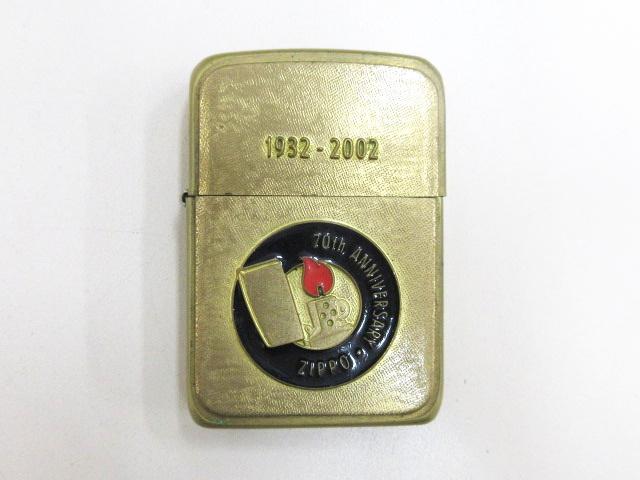 1932 - 2002
70th ANNIVERSARY
ZIPPO